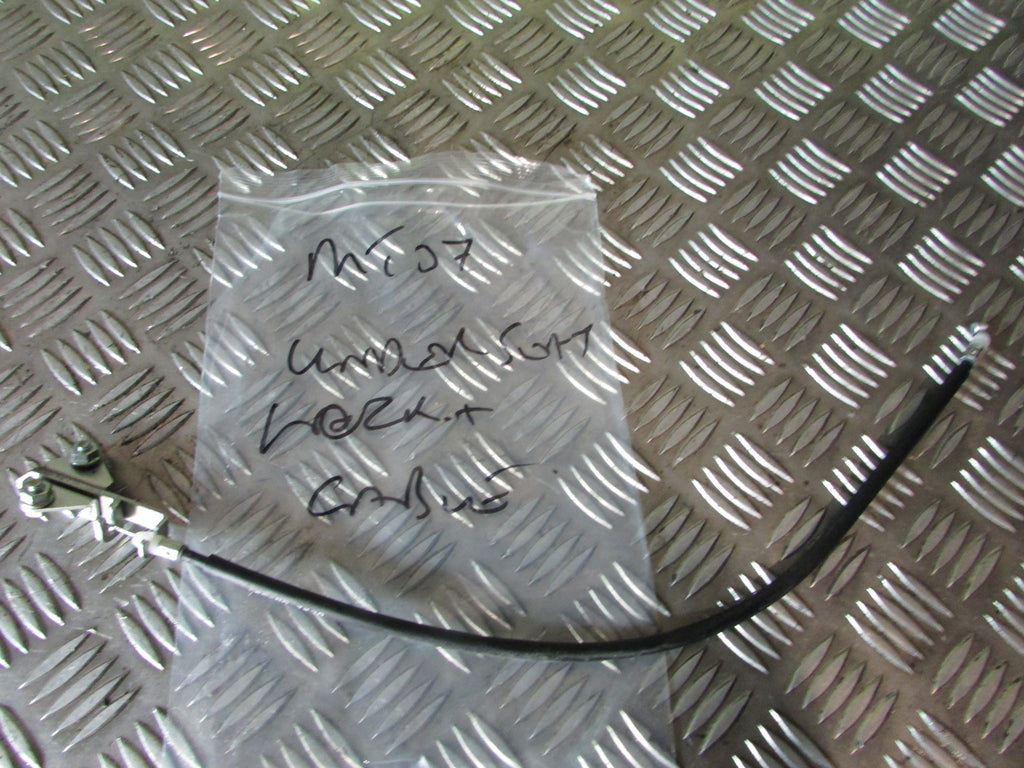 MT07
UNDER SEAT
LOCK +
CABLE